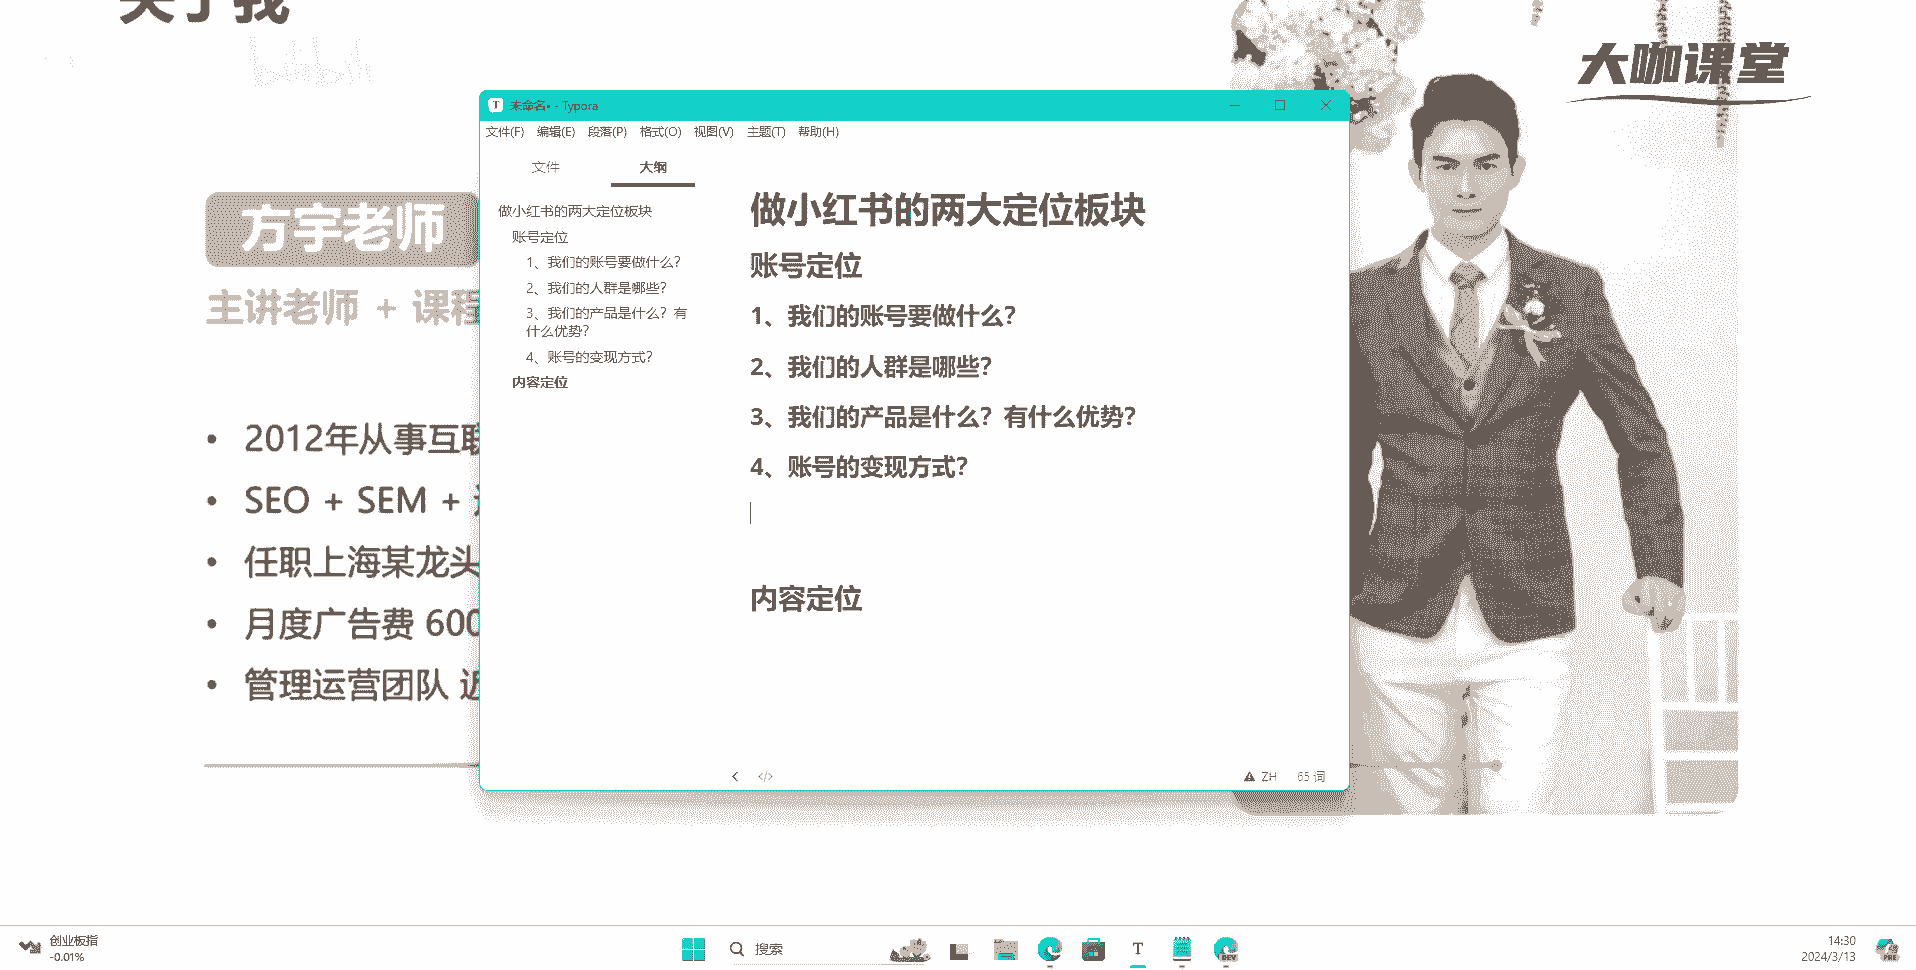 关于我
bilibili
大咖课堂
方宇老师
主讲老师 + 课程
2012年从事互联
SEO + SEM +
任职上海某龙头
月度广告费 600
管理运营团队 近
未命名• - Typora
文件(F) 编辑(E) 段落(P) 格式(O) 视图(V) 主题(T) 帮助(H)
文件 大纲
做小红书的两大定位板块
账号定位
1、我们的账号要做什么？
2、我们的人群是哪些？
3、我们的产品是什么？有
什么优势？
4、账号的变现方式？
内容定位
做小红书的两大定位板块
账号定位
1、我们的账号要做什么？
2、我们的人群是哪些？
3、我们的产品是什么？有什么优势？
4、账号的变现方式？
内容定位
</> ZH 65 词
创业板指
-0.01%
搜索
T
DEV
14:30
2024/3/13
PRE